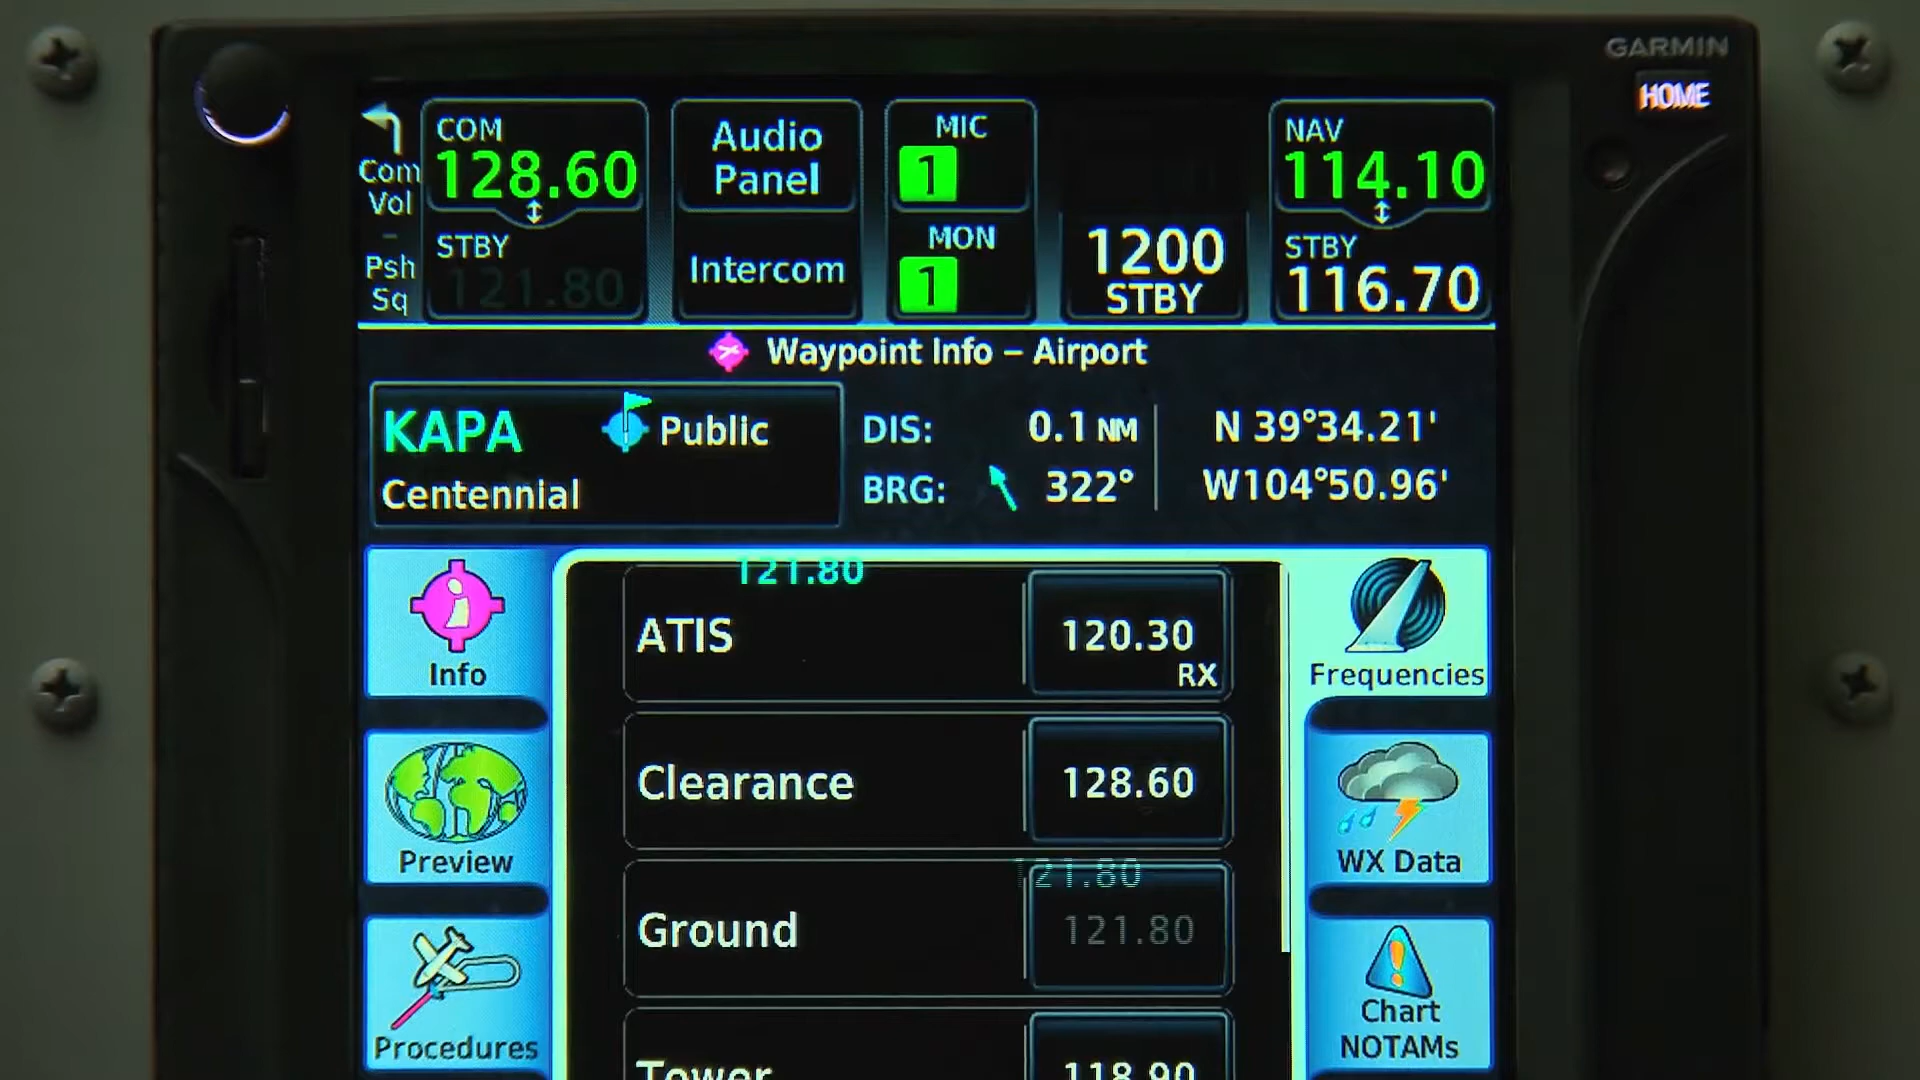 GARMIN
HOME
Com
Vol
–
Psh
Sq
COM
128.60
STBY
121.80
Audio
Panel
Intercom
MIC
1
MON
1
1200
STBY
NAV
114.10
STBY
116.70
Waypoint Info – Airport
KAPA
Public
Centennial
DIS: 0.1 NM
BRG: 322°
N 39°34.21'
W104°50.96'
Info
Preview
Procedures
121.80
ATIS
120.30
RX
Clearance
128.60
121.80
Ground
121.80
Tower
118.90
Frequencies
WX Data
Chart
NOTAMs